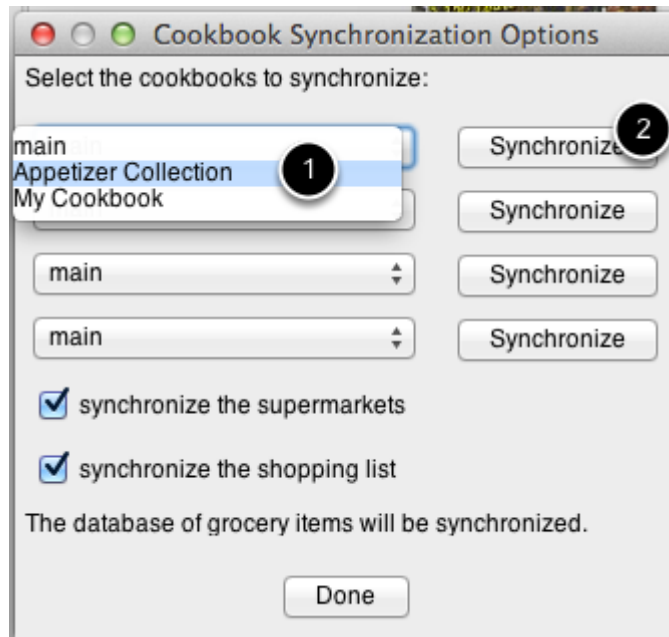 Cookbook Synchronization Options
Select the cookbooks to synchronize:
main
Synchronize
2
Appetizer Collection
1
My Cookbook
Synchronize
main
Synchronize
main
Synchronize
synchronize the supermarkets
synchronize the shopping list
The database of grocery items will be synchronized.
Done